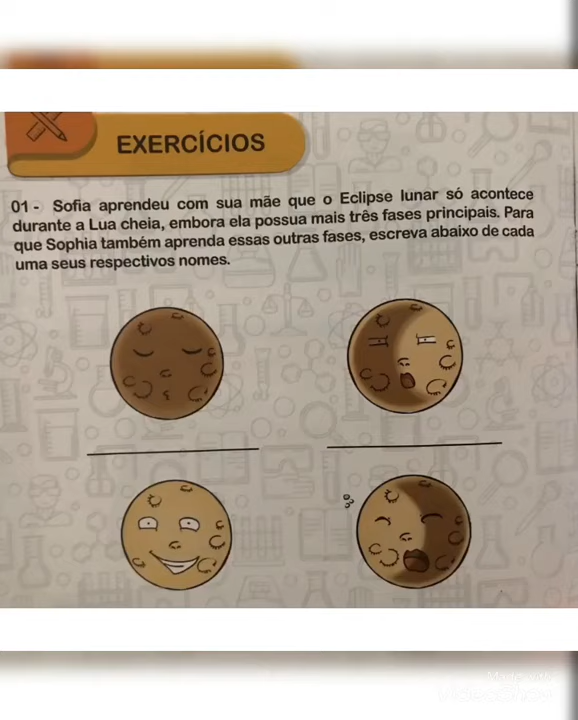 EXERCÍCIOS
01 - Sofia aprendeu com sua mãe que o Eclipse lunar só acontece
durante a Lua cheia, embora ela possua mais três fases principais. Para
que Sophia também aprenda essas outras fases, escreva abaixo de cada
uma seus respectivos nomes.
VideoShow